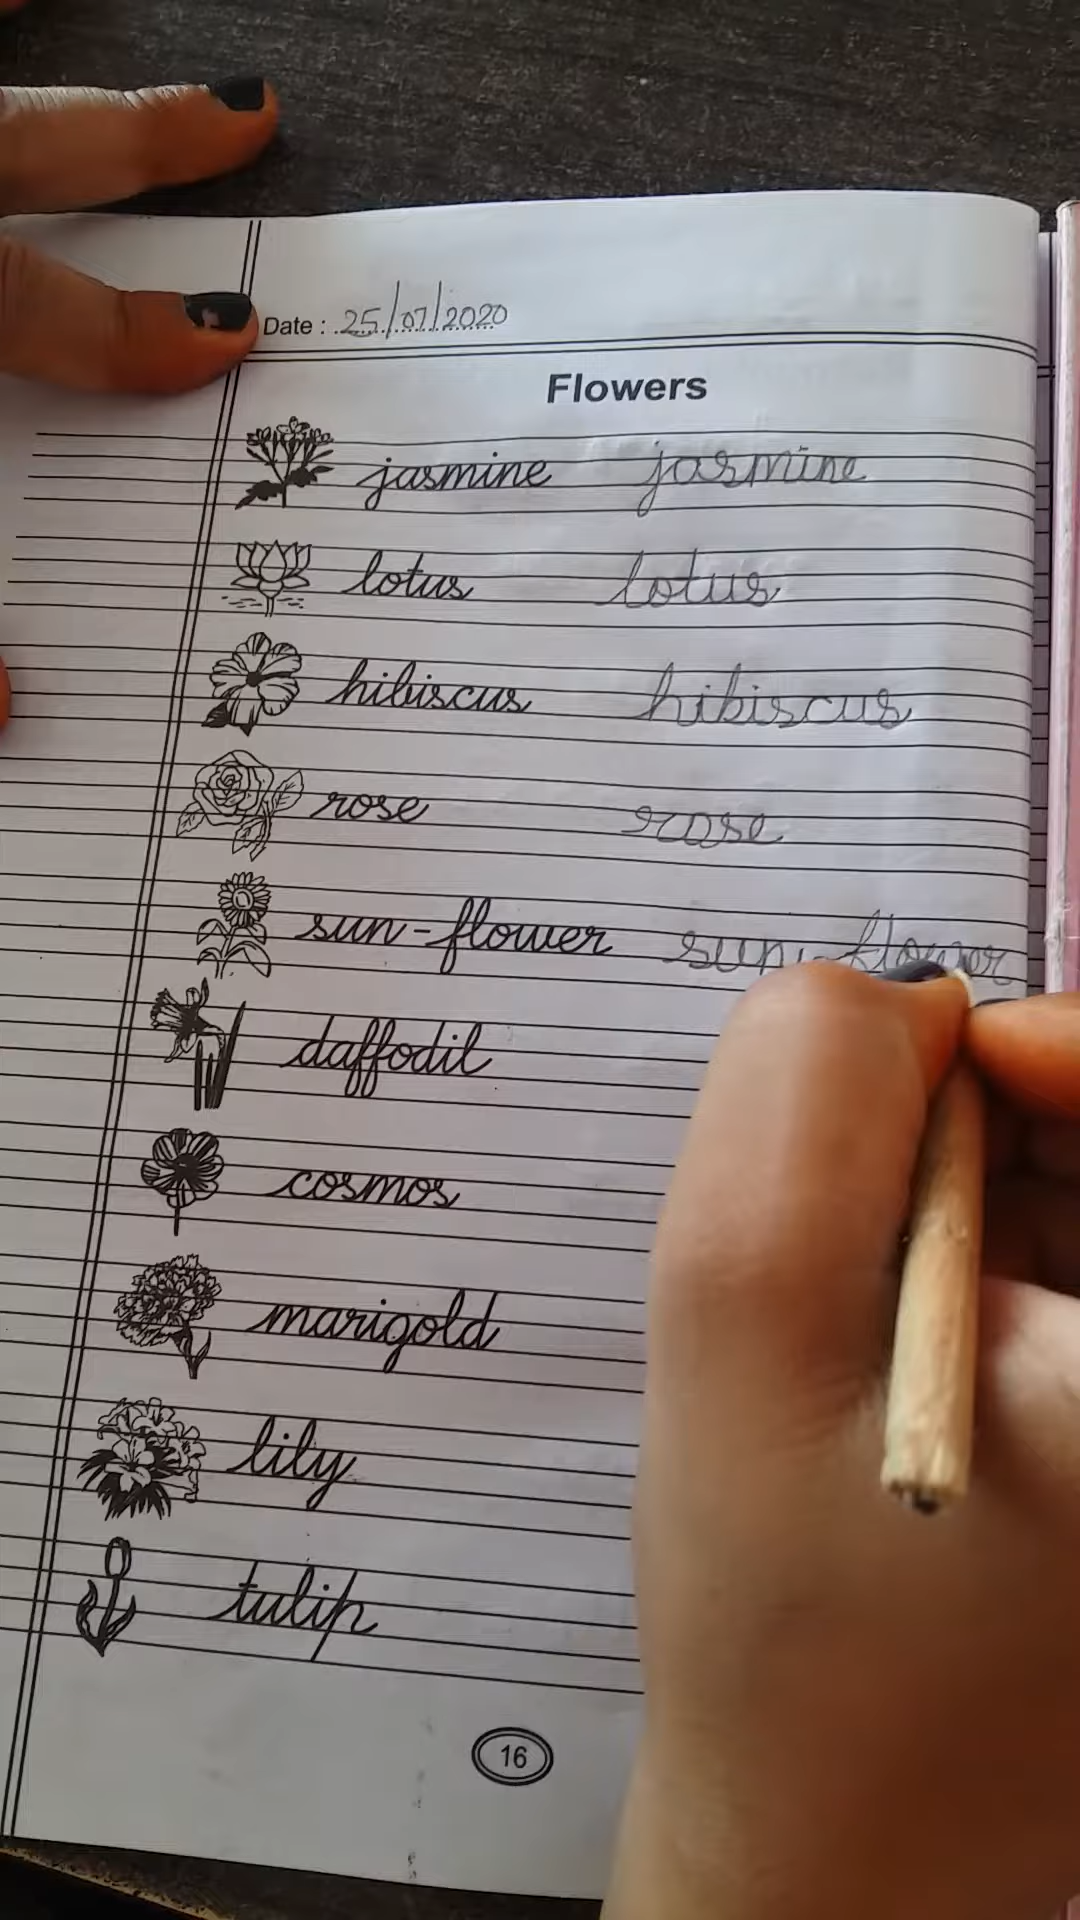 Date : 25/07/2020
Flowers
jasmine jasmine
lotus lotus
hibiscus hibiscus
rose rose
sun-flower sun-flower
daffodil
cosmos
marigold
lily
tulip
16